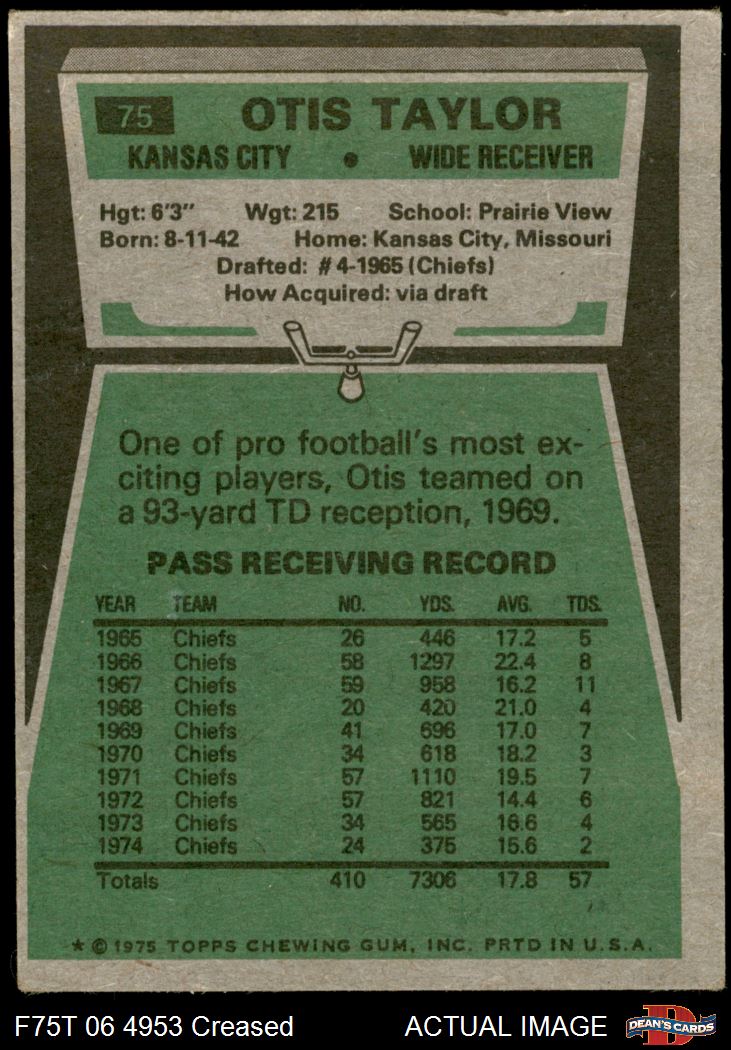 75 OTIS TAYLOR
KANSAS CITY • WIDE RECEIVER
Hgt: 6'3" Wgt: 215 School: Prairie View
Born: 8-11-42 Home: Kansas City, Missouri
Drafted: #4-1965 (Chiefs)
How Acquired: via draft
One of pro football's most ex-
citing players, Otis teamed on
a 93-yard TD reception, 1969.
PASS RECEIVING RECORD
YEAR TEAM NO. YDS. AVG. TDS.
1965 Chiefs 26 446 17.2 5
1966 Chiefs 58 1297 22.4 8
1967 Chiefs 59 958 16.2 11
1968 Chiefs 20 420 21.0 4
1969 Chiefs 41 696 17.0 7
1970 Chiefs 34 618 18.2 3
1971 Chiefs 57 1110 19.5 7
1972 Chiefs 57 821 14.4 6
1973 Chiefs 34 565 16.6 4
1974 Chiefs 24 375 15.6 2
Totals 410 7306 17.8 57
* © 1975 TOPPS CHEWING GUM, INC. PRTD IN U.S.A.
F75T 06 4953 Creased ACTUAL IMAGE D DEAN'S CARDS